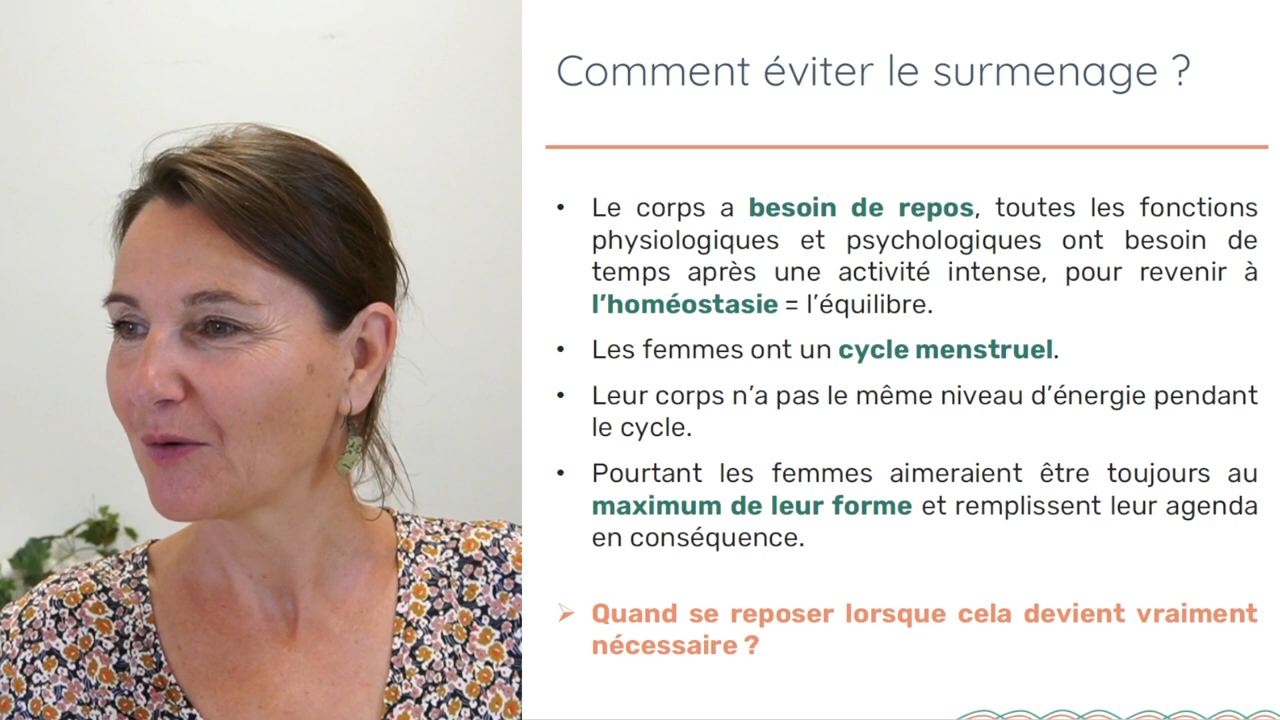 Comment éviter le surmenage ?
• Le corps a besoin de repos, toutes les fonctions
physiologiques et psychologiques ont besoin de
temps après une activité intense, pour revenir à
l’homéostasie = l’équilibre.
• Les femmes ont un cycle menstruel.
• Leur corps n’a pas le même niveau d’énergie pendant
le cycle.
• Pourtant les femmes aimeraient être toujours au
maximum de leur forme et remplissent leur agenda
en conséquence.
➢ Quand se reposer lorsque cela devient vraiment
nécessaire ?